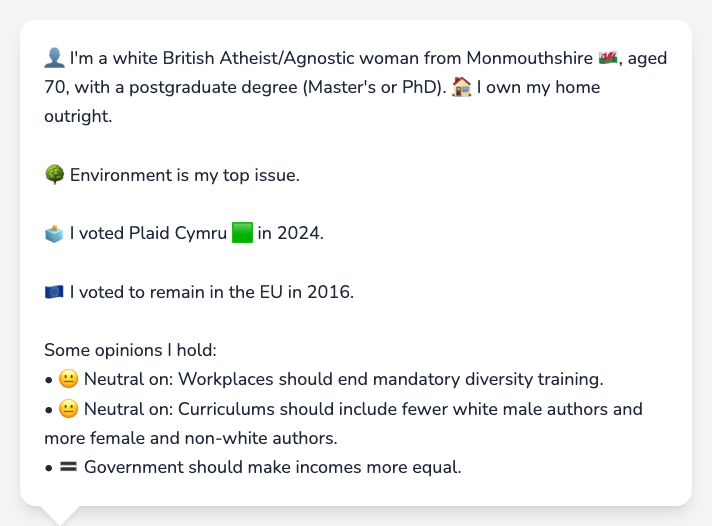 👤 I'm a white British Atheist/Agnostic woman from Monmouthshire 🏴󠁧󠁢󠁷󠁬󠁳󠁿, aged
70, with a postgraduate degree (Master's or PhD). 🏠 I own my home
outright.
🌳 Environment is my top issue.
🗳️ I voted Plaid Cymru 🟩 in 2024.
🇪🇺 I voted to remain in the EU in 2016.
Some opinions I hold:
• 😐 Neutral on: Workplaces should end mandatory diversity training.
• 😐 Neutral on: Curriculums should include fewer white male authors and
more female and non-white authors.
• 🟰 Government should make incomes more equal.